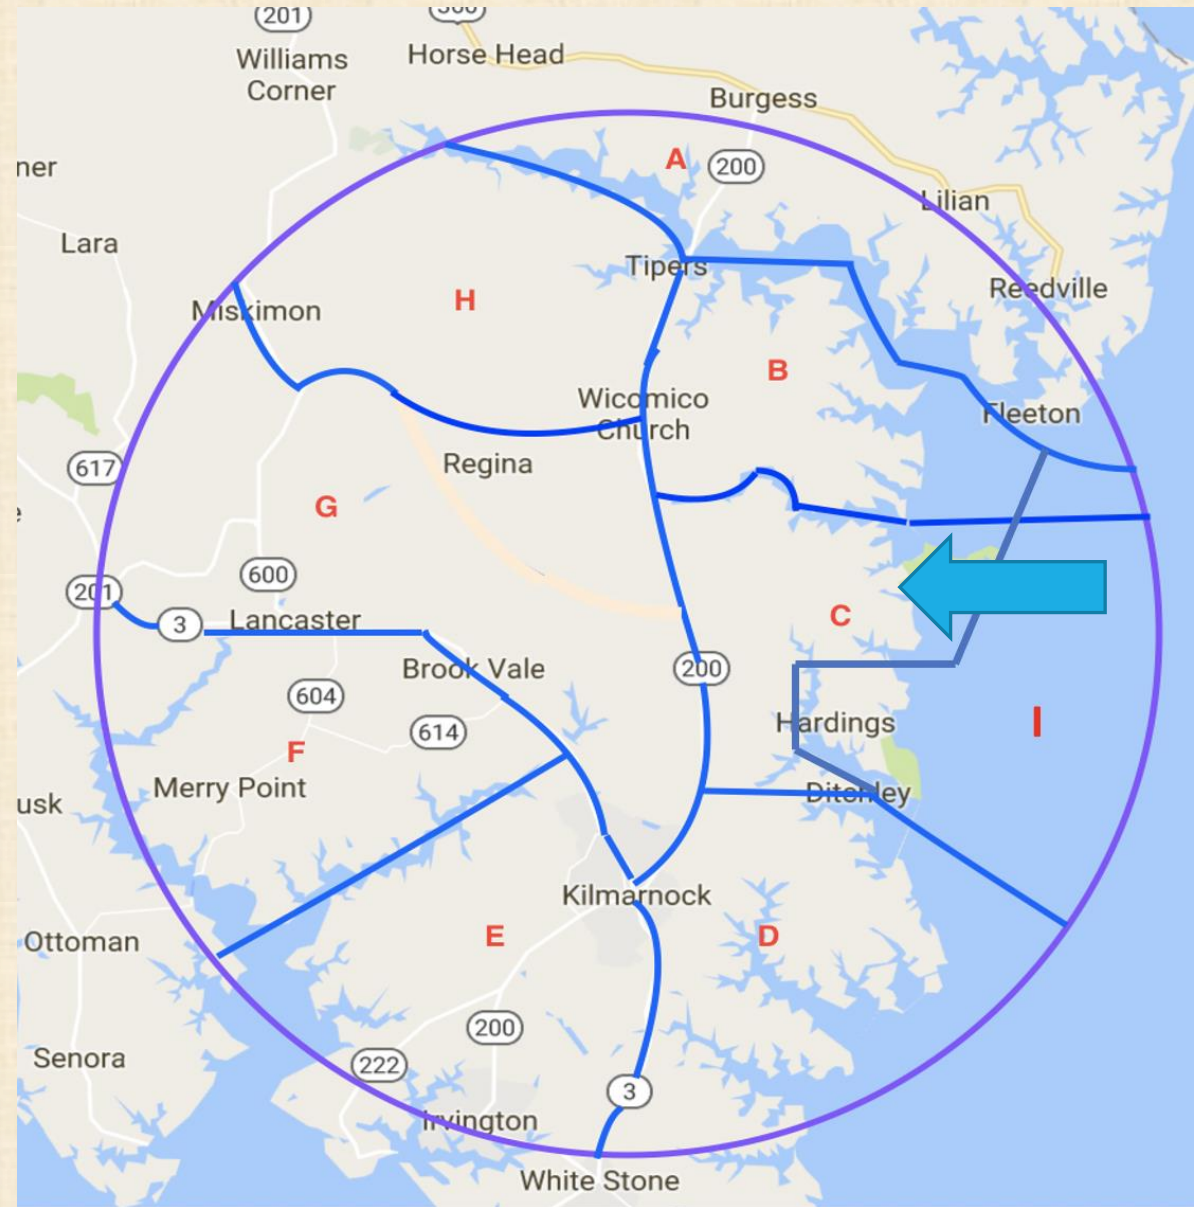 201
Williams
Corner
Horse Head
Burgess
ner
A
200
Lilian
Lara
Tipers
Reedville
H
Miskimon
B
Wicomico
Church
Fleeton
Regina
617
G
600
201
C
3
Lancaster
Brook Vale
200
604
614
Hardings
I
F
Merry Point
Ditchley
usk
Kilmarnock
Ottoman
E
D
200
Senora
222
3
Irvington
White Stone